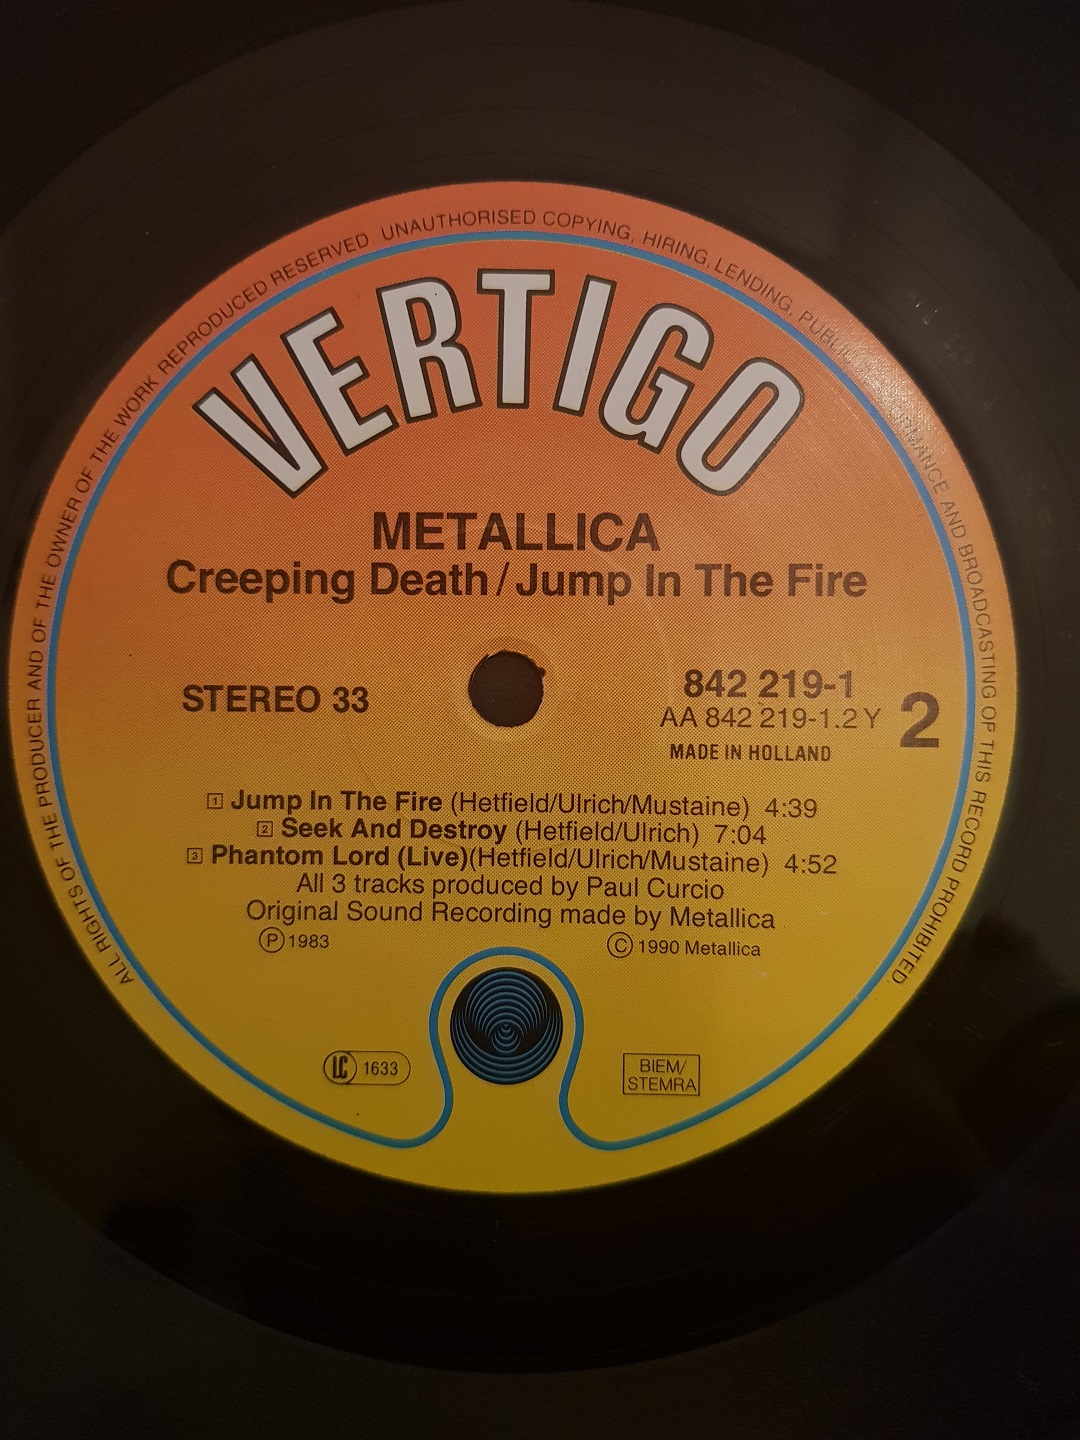 ALL RIGHTS OF THE PRODUCER AND OF THE OWNER OF THE WORK REPRODUCED RESERVED. UNAUTHORISED COPYING, HIRING, LENDING, PUBLIC PERFORMANCE AND BROADCASTING OF THIS RECORD PROHIBITED.
VERTIGO
METALLICA
Creeping Death/Jump In The Fire
STEREO 33
842 219-1
AA 842 219-1.2 Y
2
MADE IN HOLLAND
1 Jump In The Fire (Hetfield/Ulrich/Mustaine) 4:39
2 Seek And Destroy (Hetfield/Ulrich) 7:04
3 Phantom Lord (Live)(Hetfield/Ulrich/Mustaine) 4:52
All 3 tracks produced by Paul Curcio
Original Sound Recording made by Metallica
Ⓟ 1983 Ⓒ 1990 Metallica
LC 1633
BIEM/
STEMRA